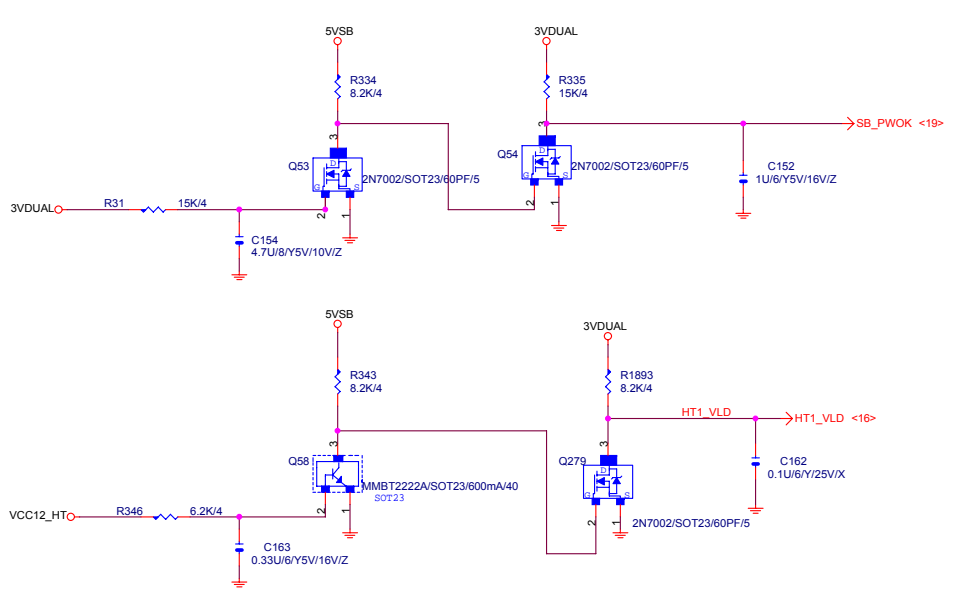 5VSB
3VDUAL
R334
8.2K/4
R335
15K/4
3
3
SB_PWOK <19>
Q53
D
G
S
2N7002/SOT23/60PF/5
Q54
D
G
S
2N7002/SOT23/60PF/5
C152
1U/6/Y5V/16V/Z
3VDUAL
R31
15K/4
2
1
2
1
C154
4.7U/8/Y5V/10V/Z
5VSB
3VDUAL
R343
8.2K/4
R1893
8.2K/4
HT1_VLD
HT1_VLD <16>
3
3
Q58
MMBT2222A/SOT23/600mA/40
SOT23
Q279
D
G
S
C162
0.1U/6/Y/25V/X
VCC12_HT
R346
6.2K/4
2
1
2
1
2N7002/SOT23/60PF/5
C163
0.33U/6/Y5V/16V/Z